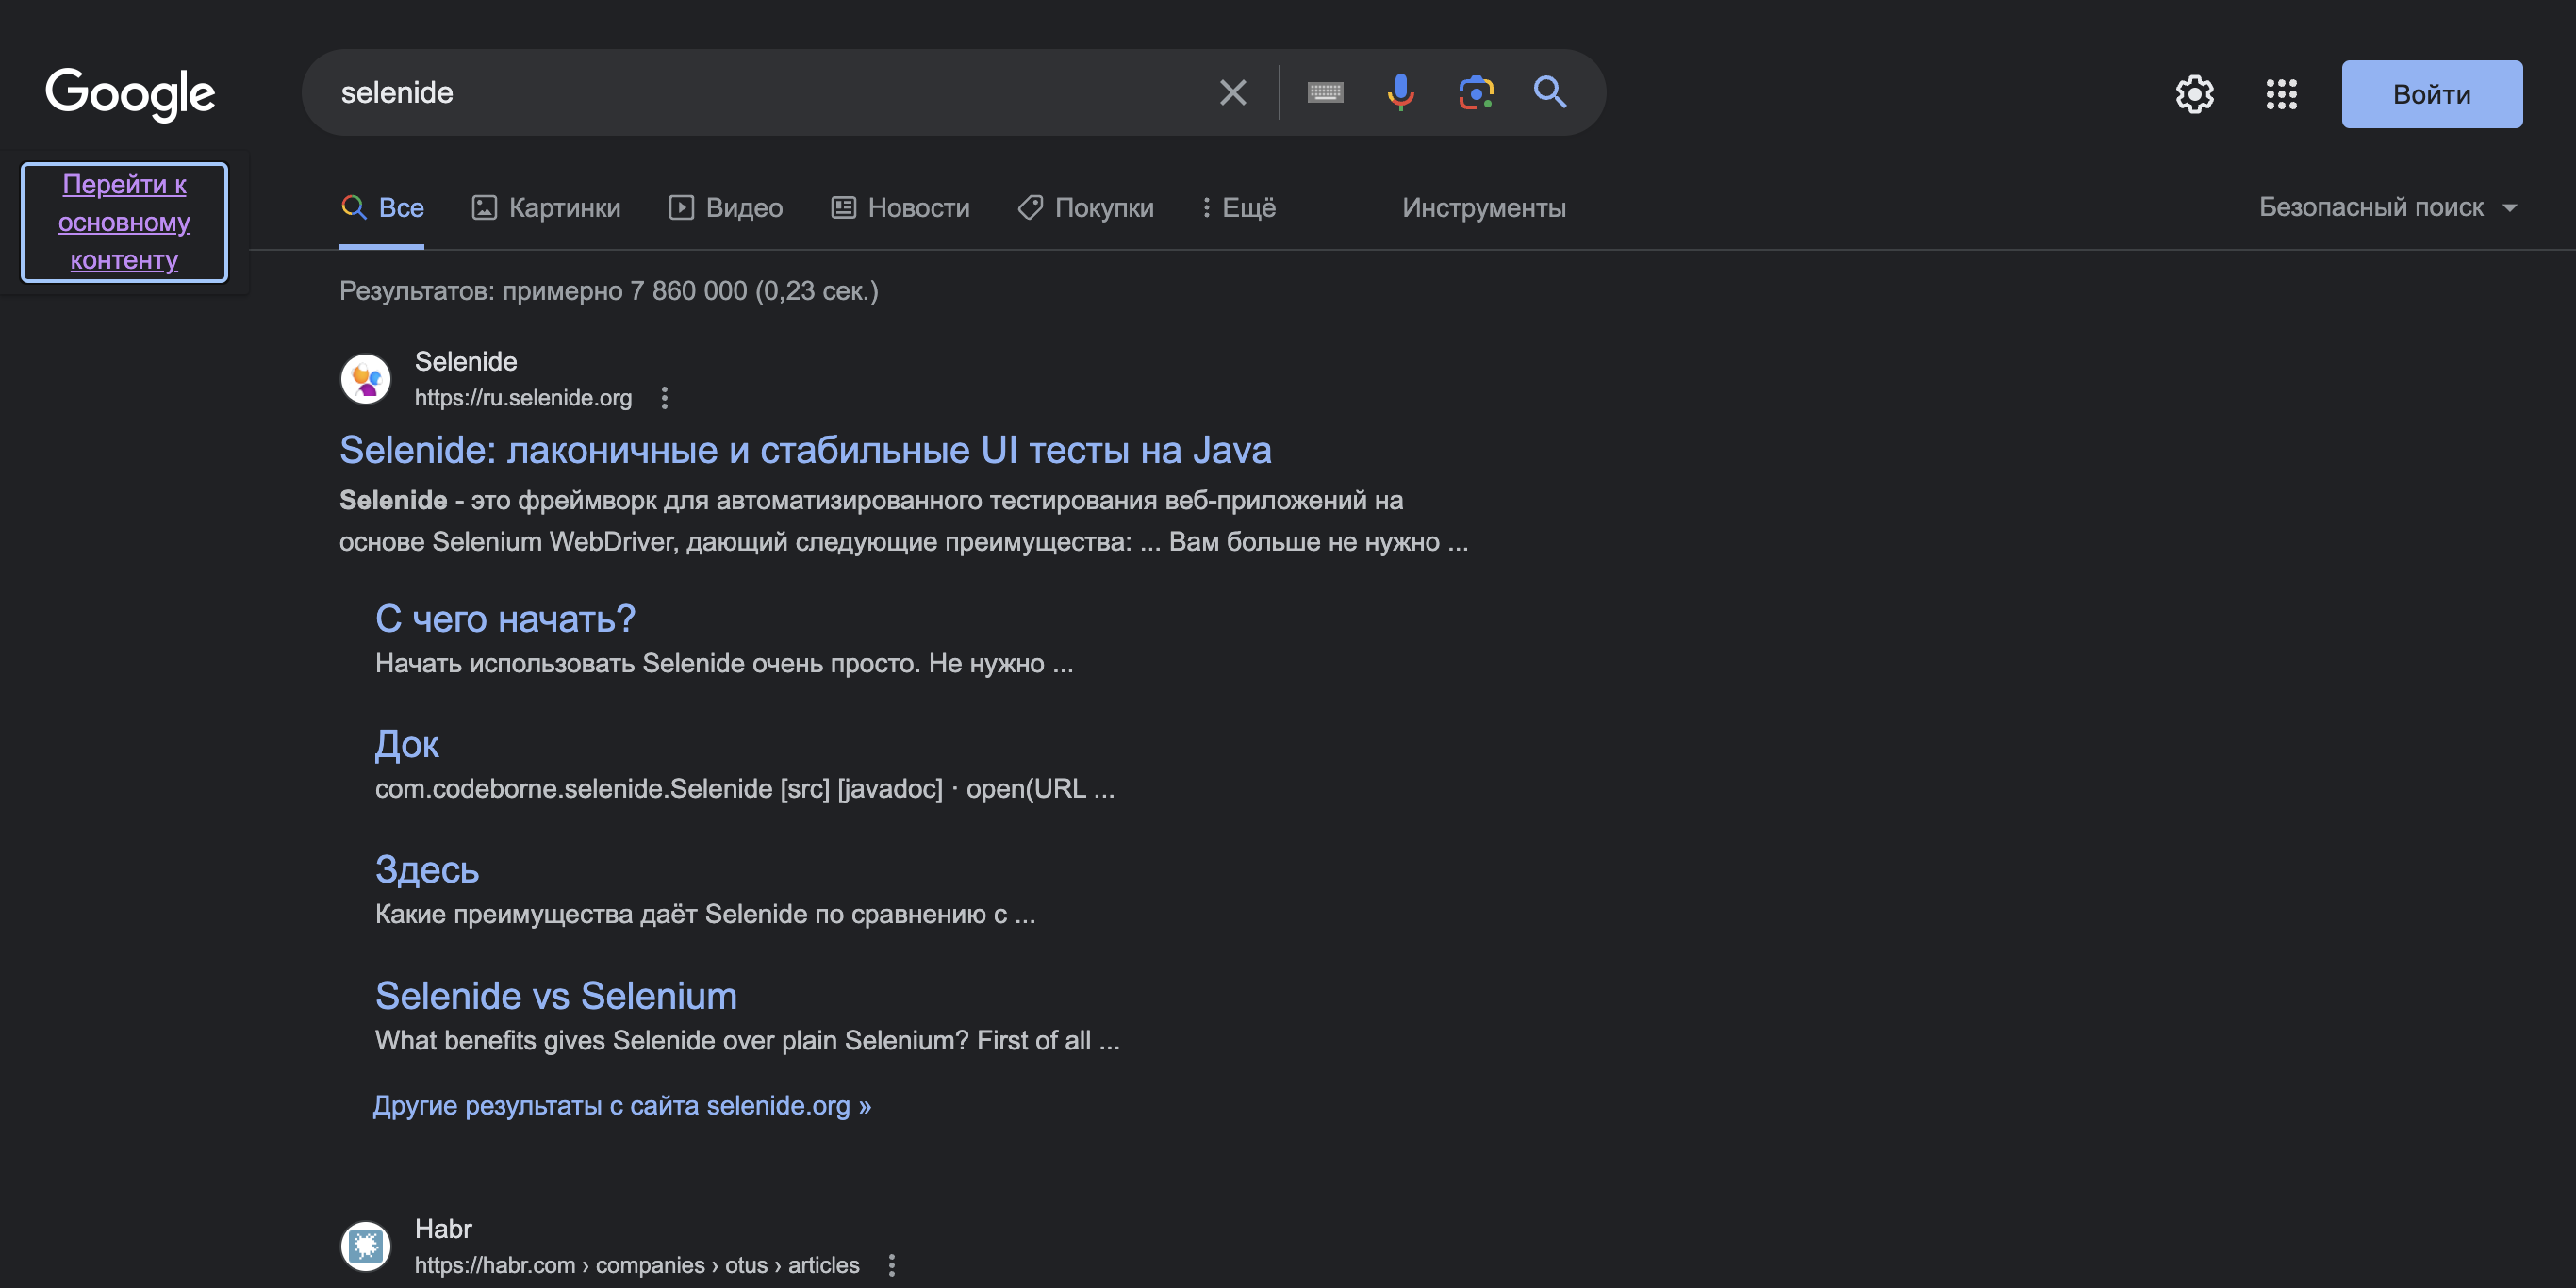 Google
selenide
Войти
Перейти к
основному
контенту
Все
Картинки
Видео
Новости
Покупки
Ещё
Инструменты
Безопасный поиск
Результатов: примерно 7 860 000 (0,23 сек.)
Selenide
https://ru.selenide.org
Selenide: лаконичные и стабильные UI тесты на Java
Selenide - это фреймворк для автоматизированного тестирования веб-приложений на
основе Selenium WebDriver, дающий следующие преимущества: ... Вам больше не нужно ...
С чего начать?
Начать использовать Selenide очень просто. Не нужно ...
Док
com.codeborne.selenide.Selenide [src] [javadoc] · open(URL ...
Здесь
Какие преимущества даёт Selenide по сравнению с ...
Selenide vs Selenium
What benefits gives Selenide over plain Selenium? First of all ...
Другие результаты с сайта selenide.org »
Habr
https://habr.com › companies › otus › articles